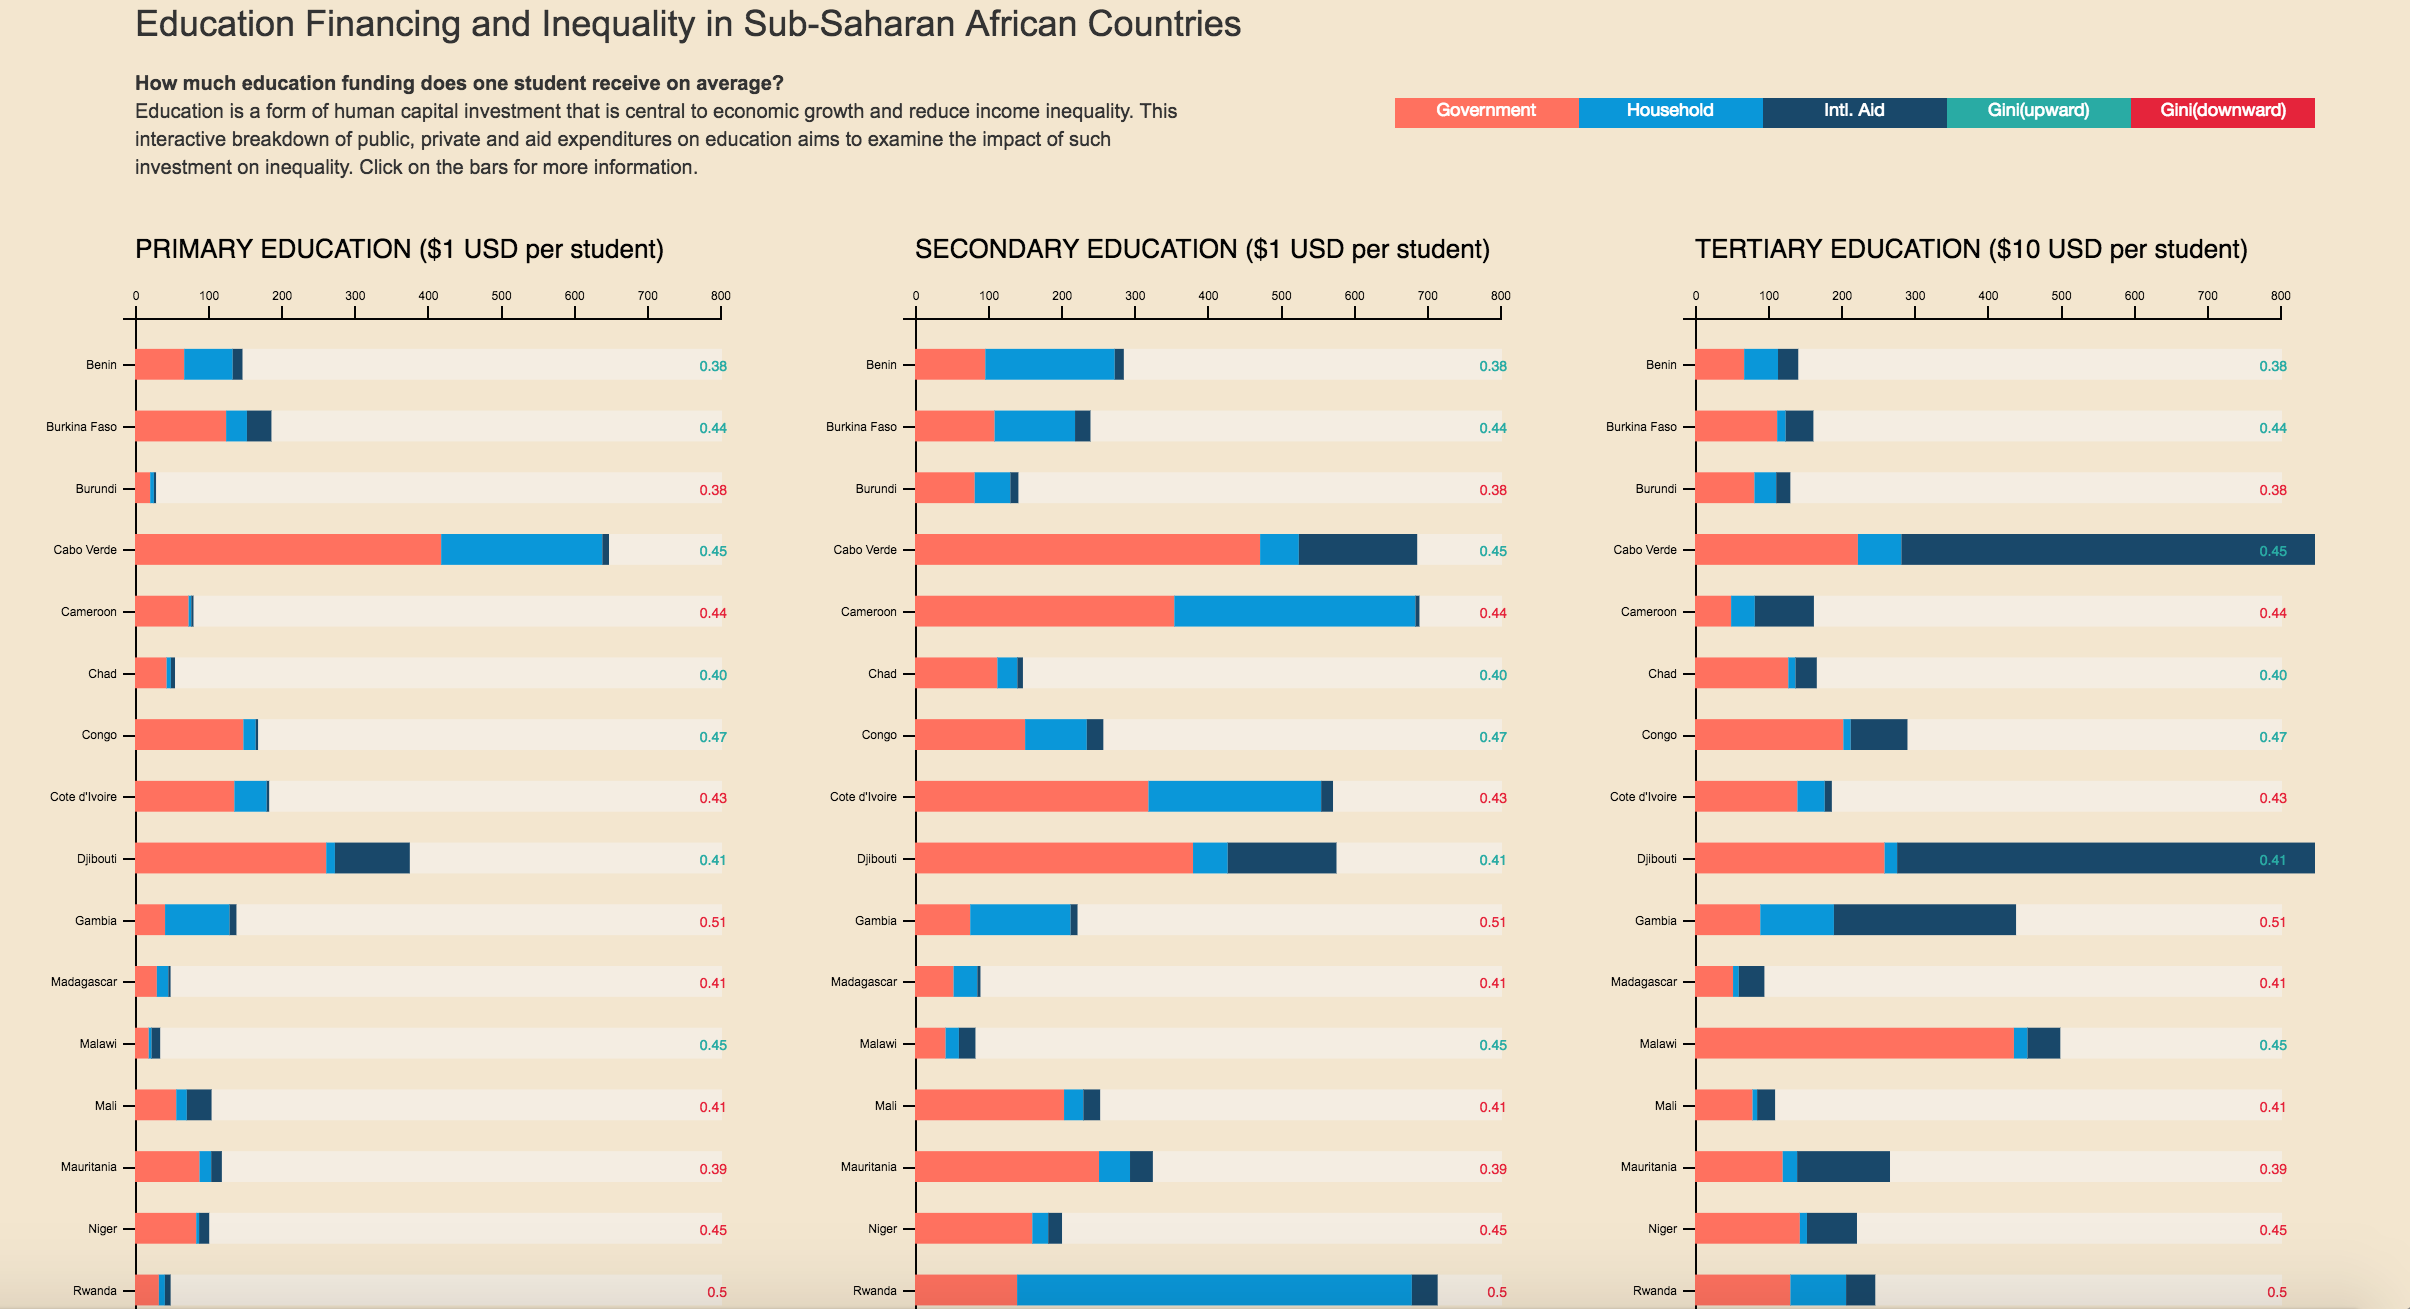 Education Financing and Inequality in Sub-Saharan African Countries
How much education funding does one student receive on average?
Education is a form of human capital investment that is central to economic growth and reduce income inequality. This
interactive breakdown of public, private and aid expenditures on education aims to examine the impact of such
investment on inequality. Click on the bars for more information.
Government Household Intl. Aid Gini(upward) Gini(downward)
PRIMARY EDUCATION ($1 USD per student)
0 100 200 300 400 500 600 700 800
Benin 0.38
Burkina Faso 0.44
Burundi 0.38
Cabo Verde 0.45
Cameroon 0.44
Chad 0.40
Congo 0.47
Cote d'Ivoire 0.43
Djibouti 0.41
Gambia 0.51
Madagascar 0.41
Malawi 0.45
Mali 0.41
Mauritania 0.39
Niger 0.45
Rwanda 0.5
SECONDARY EDUCATION ($1 USD per student)
0 100 200 300 400 500 600 700 800
Benin 0.38
Burkina Faso 0.44
Burundi 0.38
Cabo Verde 0.45
Cameroon 0.44
Chad 0.40
Congo 0.47
Cote d'Ivoire 0.43
Djibouti 0.41
Gambia 0.51
Madagascar 0.41
Malawi 0.45
Mali 0.41
Mauritania 0.39
Niger 0.45
Rwanda 0.5
TERTIARY EDUCATION ($10 USD per student)
0 100 200 300 400 500 600 700 800
Benin 0.38
Burkina Faso 0.44
Burundi 0.38
Cabo Verde 0.45
Cameroon 0.44
Chad 0.40
Congo 0.47
Cote d'Ivoire 0.43
Djibouti 0.41
Gambia 0.51
Madagascar 0.41
Malawi 0.45
Mali 0.41
Mauritania 0.39
Niger 0.45
Rwanda 0.5